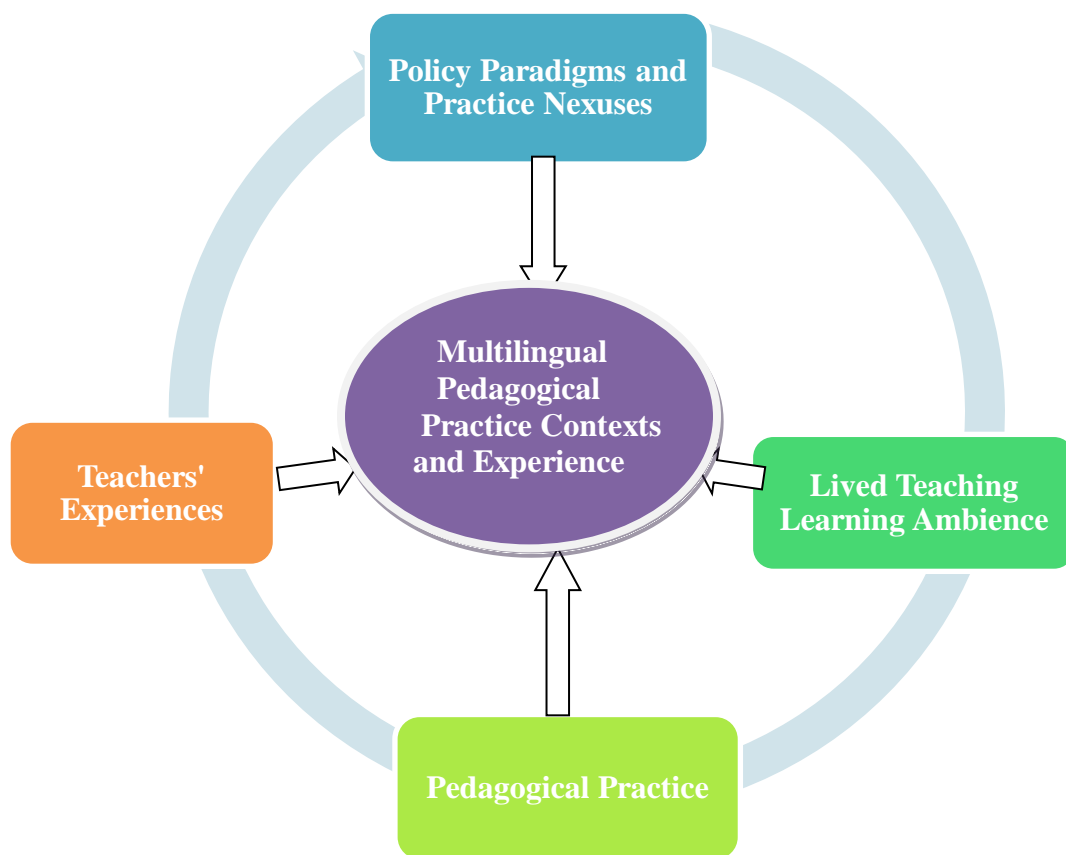 Policy Paradigms and
Practice Nexuses
Multilingual
Pedagogical
Practice Contexts
and Experience
Teachers'
Experiences
Lived Teaching
Learning Ambience
Pedagogical Practice